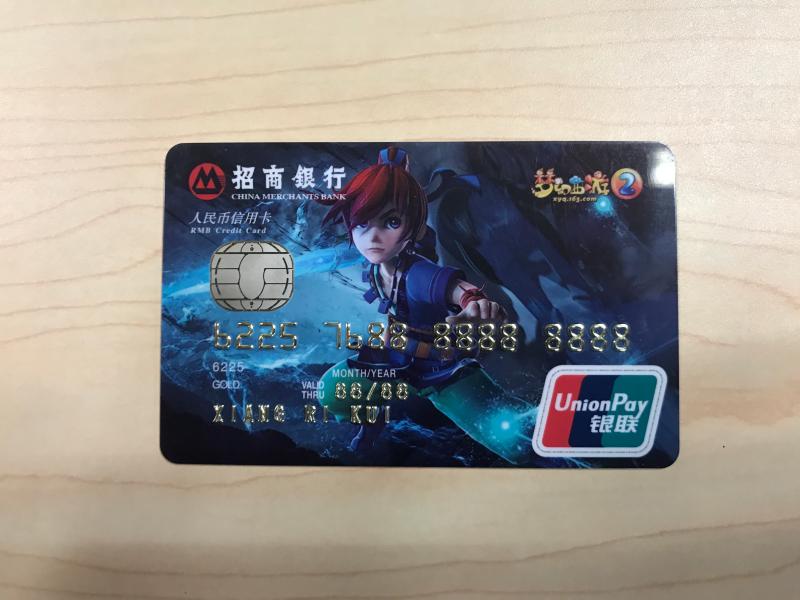 招商銀行
CHINA MERCHANTS BANK
人民币信用卡
RMB Credit Card
梦幻西游2
xyq.163.com
6225 7688 8888 8888
6225
MONTH/YEAR
GOLD
VALID THRU 88/88
XIANG RI KUI
UnionPay
银联